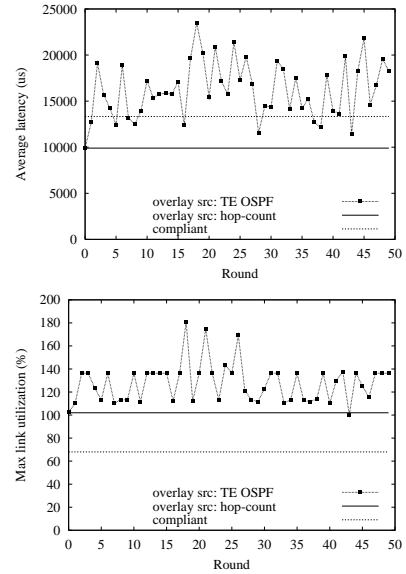 25000
20000
15000
10000
5000
0
Average latency (us)
overlay src: TE OSPF
overlay src: hop-count
compliant
0 5 10 15 20 25 30 35 40 45 50
Round
200
180
160
140
120
100
80
60
40
20
0
Max link utilization (%)
overlay src: TE OSPF
overlay src: hop-count
compliant
0 5 10 15 20 25 30 35 40 45 50
Round